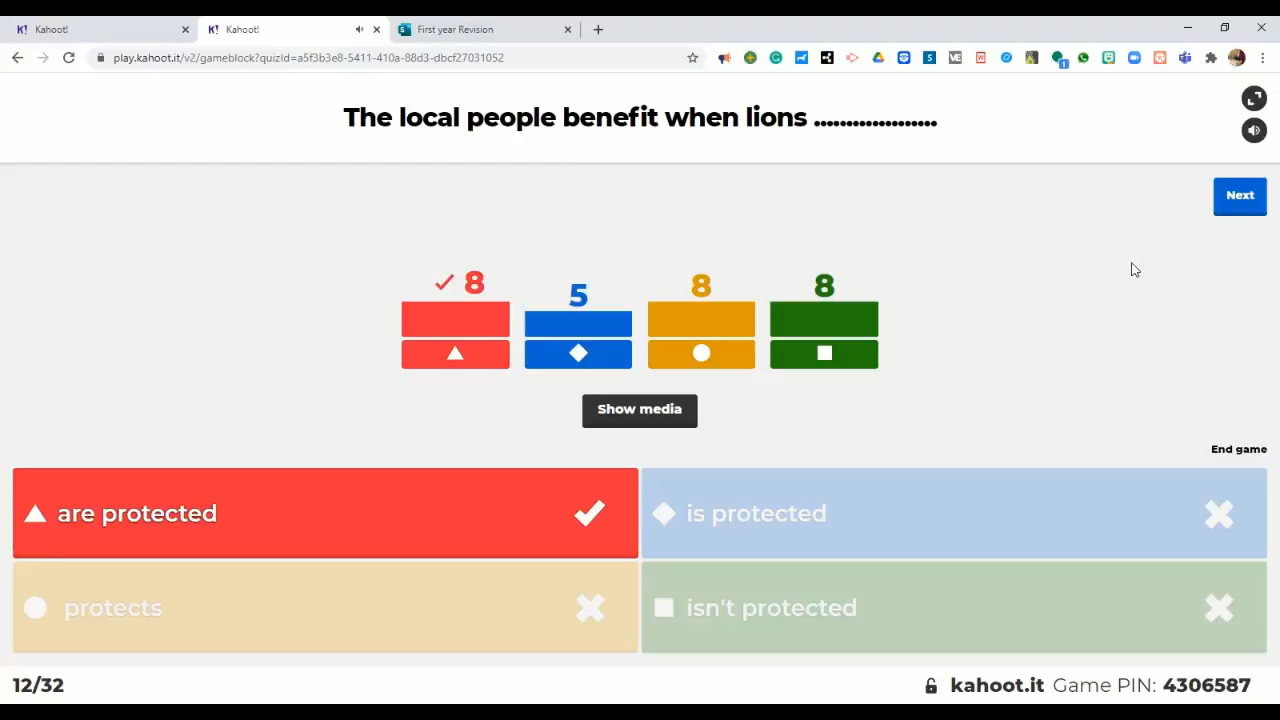 K! Kahoot!
K! Kahoot!
S First year Revision
play.kahoot.it/v2/gameblock?quizId=a5f3b3e8-5411-410a-88d3-dbcf27031052
The local people benefit when lions ...................
Next
8
5
8
8
Show media
End game
are protected
is protected
protects
isn't protected
12/32
kahoot.it Game PIN: 4306587